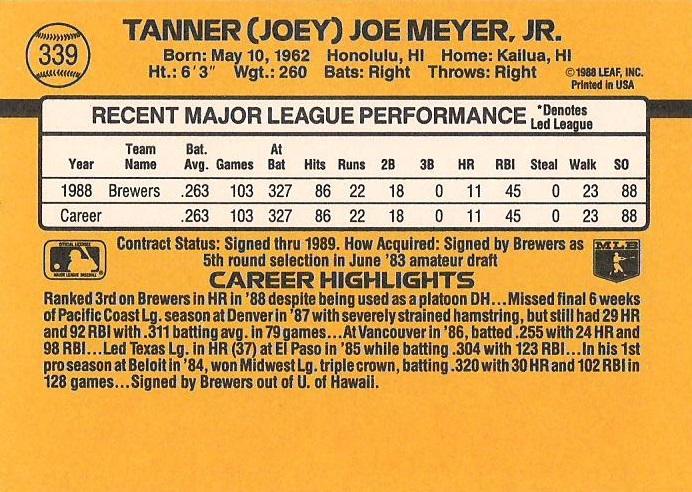 339
TANNER (JOEY) JOE MEYER, JR.
Born: May 10, 1962 Honolulu, HI Home: Kailua, HI
Ht.: 6'3" Wgt.: 260 Bats: Right Throws: Right
©1988 LEAF, INC.
Printed in USA
RECENT MAJOR LEAGUE PERFORMANCE *Denotes Led League
Year Team Name Bat. Avg. Games At Bat Hits Runs 2B 3B HR RBI Steal Walk SO
1988 Brewers .263 103 327 86 22 18 0 11 45 0 23 88
Career .263 103 327 86 22 18 0 11 45 0 23 88
Contract Status: Signed thru 1989. How Acquired: Signed by Brewers as
5th round selection in June '83 amateur draft
OFFICIAL LICENSEE
MAJOR LEAGUE BASEBALL
MLB
CAREER HIGHLIGHTS
Ranked 3rd on Brewers in HR in '88 despite being used as a platoon DH...Missed final 6 weeks
of Pacific Coast Lg. season at Denver in '87 with severely strained hamstring, but still had 29 HR
and 92 RBI with .311 batting avg. in 79 games...At Vancouver in '86, batted .255 with 24 HR and
98 RBI...Led Texas Lg. in HR (37) at El Paso in '85 while batting .304 with 123 RBI...In his 1st
pro season at Beloit in '84, won Midwest Lg. triple crown, batting .320 with 30 HR and 102 RBI in
128 games...Signed by Brewers out of U. of Hawaii.